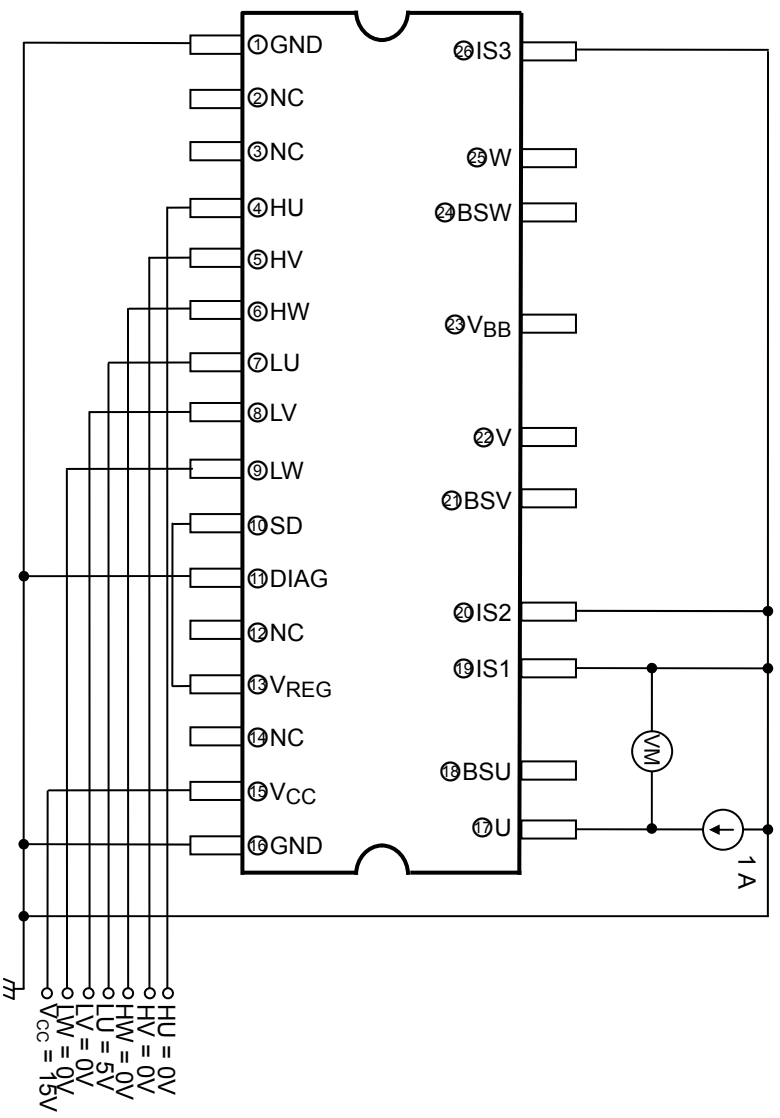 ①GND
②NC
③NC
④HU
⑤HV
⑥HW
⑦LU
⑧LV
⑨LW
⑩SD
⑪DIAG
⑫NC
⑬VREG
⑭NC
⑮VCC
⑯GND
㉖IS3
㉕W
㉔BSW
㉓VBB
㉒V
㉑BSV
⑳IS2
⑲IS1
⑱BSU
⑰U
VM
1 A
HU = 0V
HV = 0V
HW = 0V
LU = 5V
LV = 0V
LW = 0V
VCC = 15V